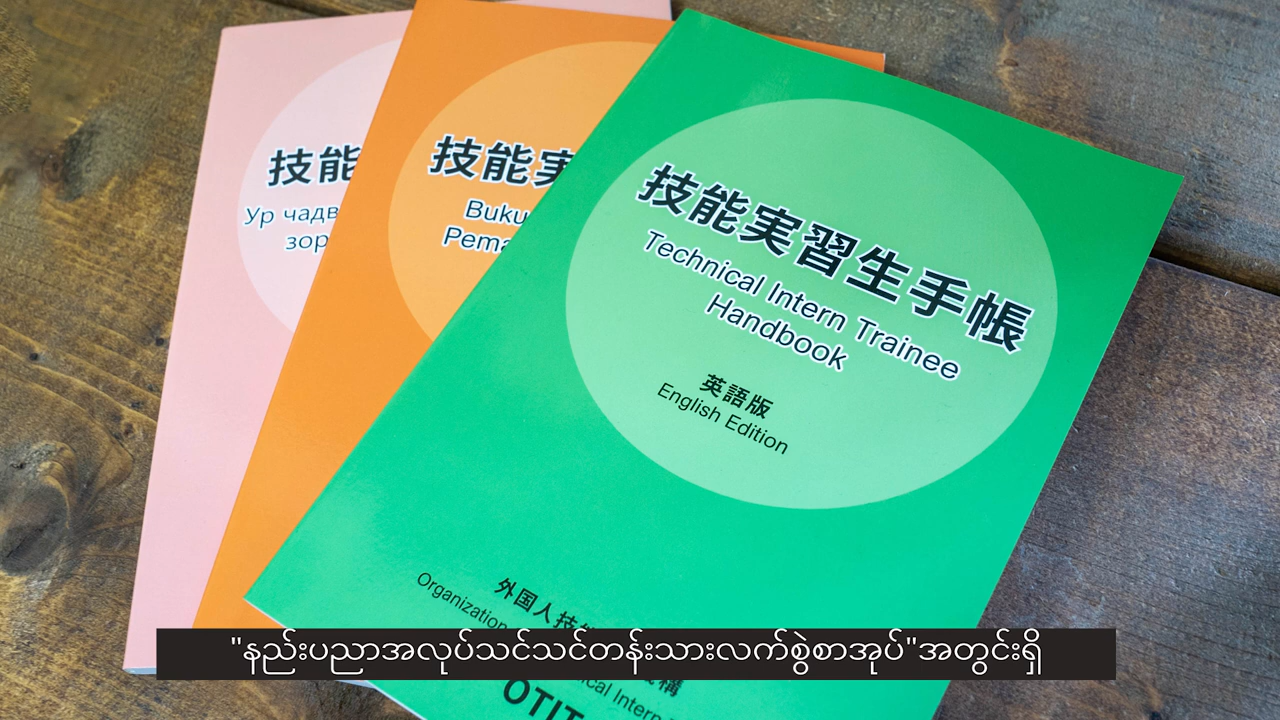 技能
Ур чадв
зор
技能実
Buku
Pema
技能実習生手帳
Technical Intern Trainee
Handbook
英語版
English Edition
外国人技
Organization
構
ical Intern
OTIT
"နည်းပညာအလုပ်သင်သင်တန်းသားလက်စွဲစာအုပ်"အတွင်းရှိ